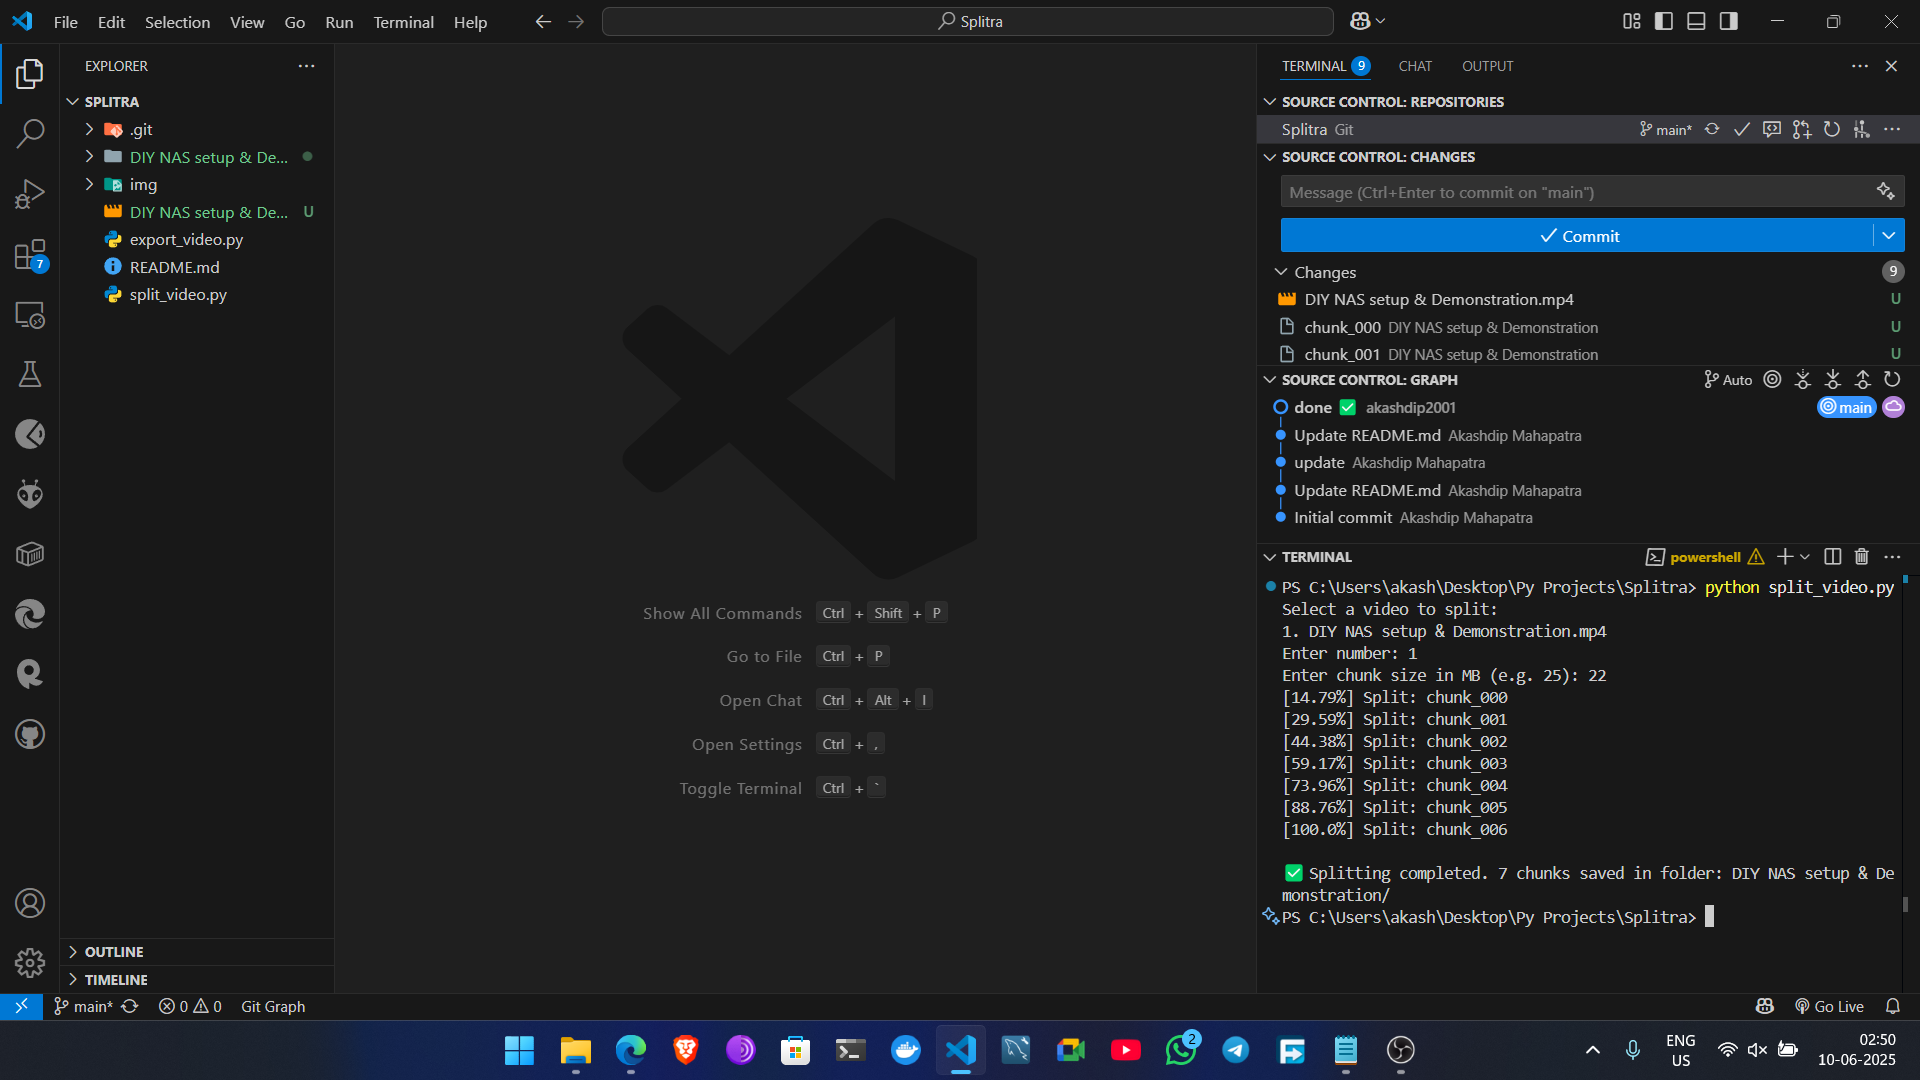 File Edit Selection View Go Run Terminal Help
Splitra
EXPLORER
SPLITRA
.git
DIY NAS setup & De...
img
DIY NAS setup & De... U
export_video.py
README.md
split_video.py
7
OUTLINE
TIMELINE
Show All Commands Ctrl + Shift + P
Go to File Ctrl + P
Open Chat Ctrl + Alt + I
Open Settings Ctrl + ,
Toggle Terminal Ctrl + `
TERMINAL 9 CHAT OUTPUT
SOURCE CONTROL: REPOSITORIES
Splitra Git main*
SOURCE CONTROL: CHANGES
Message (Ctrl+Enter to commit on "main")
Commit
Changes 9
DIY NAS setup & Demonstration.mp4 U
chunk_000 DIY NAS setup & Demonstration U
chunk_001 DIY NAS setup & Demonstration U
SOURCE CONTROL: GRAPH Auto
done ✅ akashdip2001 main
Update README.md Akashdip Mahapatra
update Akashdip Mahapatra
Update README.md Akashdip Mahapatra
Initial commit Akashdip Mahapatra
TERMINAL powershell
PS C:\Users\akash\Desktop\Py Projects\Splitra> python split_video.py
Select a video to split:
1. DIY NAS setup & Demonstration.mp4
Enter number: 1
Enter chunk size in MB (e.g. 25): 22
[14.79%] Split: chunk_000
[29.59%] Split: chunk_001
[44.38%] Split: chunk_002
[59.17%] Split: chunk_003
[73.96%] Split: chunk_004
[88.76%] Split: chunk_005
[100.0%] Split: chunk_006
✅ Splitting completed. 7 chunks saved in folder: DIY NAS setup & De
monstration/
PS C:\Users\akash\Desktop\Py Projects\Splitra>
main* 0 0 Git Graph Go Live
2
ENG
US
02:50
10-06-2025